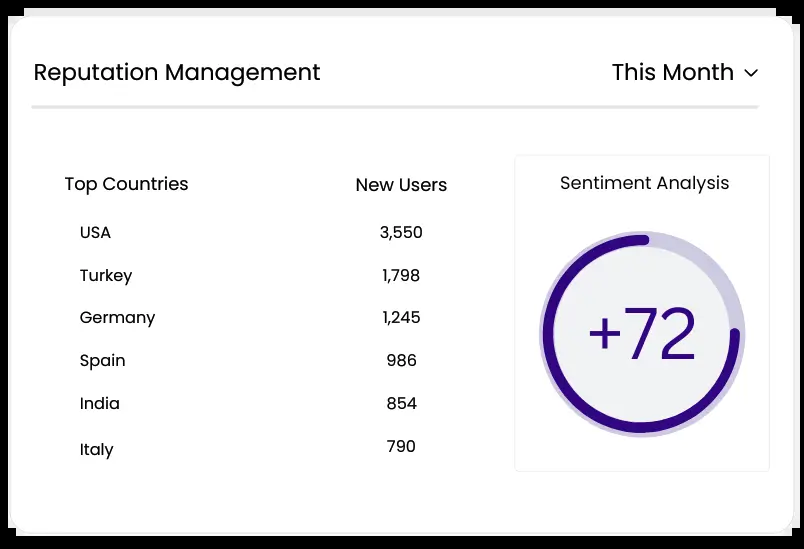 Reputation Management
This Month
Top Countries New Users
USA 3,550
Turkey 1,798
Germany 1,245
Spain 986
India 854
Italy 790
Sentiment Analysis
+72